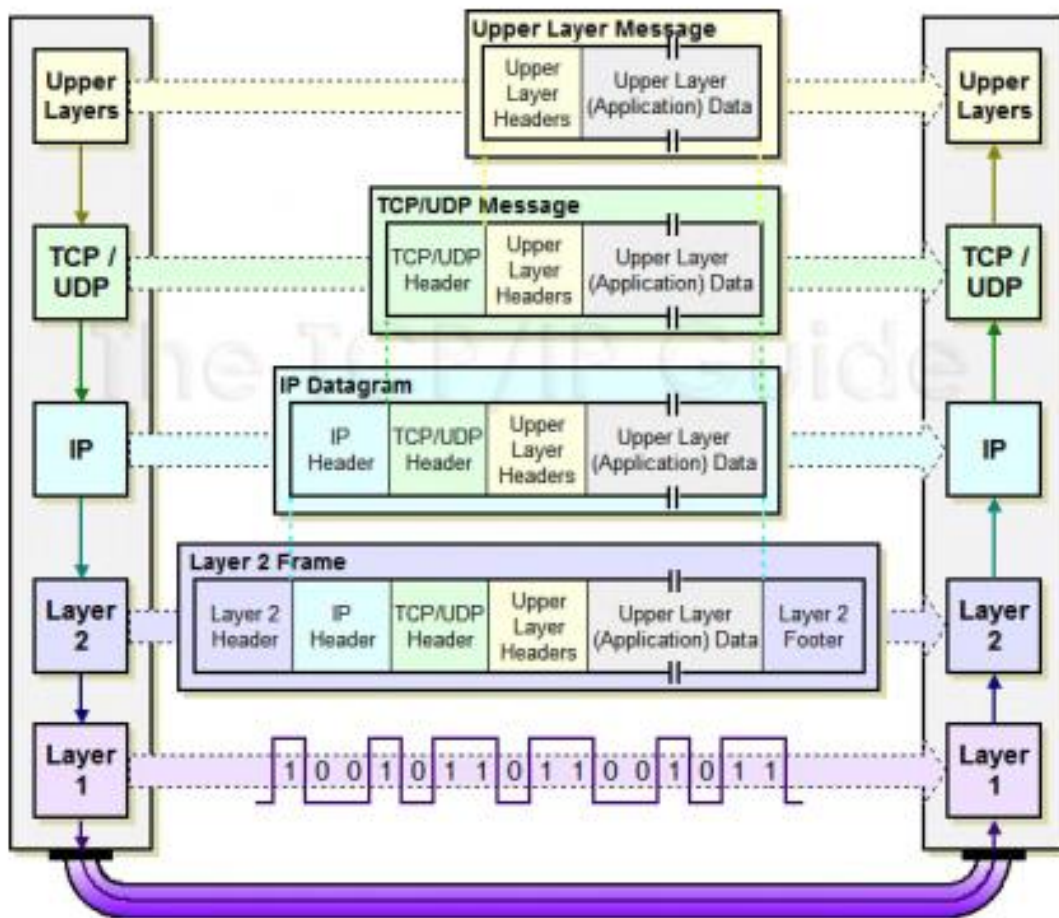 Upper Layer Message
Upper
Layers
Upper
Layer
Headers
Upper Layer
(Application) Data
Upper
Layers
TCP/UDP Message
TCP /
UDP
TCP/UDP
Header
Upper
Layer
Headers
Upper Layer
(Application) Data
TCP /
UDP
The TCP/IP Guide
IP Datagram
IP
IP
Header
TCP/UDP
Header
Upper
Layer
Headers
Upper Layer
(Application) Data
IP
Layer 2 Frame
Layer
2
Layer 2
Header
IP
Header
TCP/UDP
Header
Upper
Layer
Headers
Upper Layer
(Application) Data
Layer 2
Footer
Layer
2
Layer
1
1 0 0 1 0 1 1 0 1 1 0 0 1 0 1 1
Layer
1